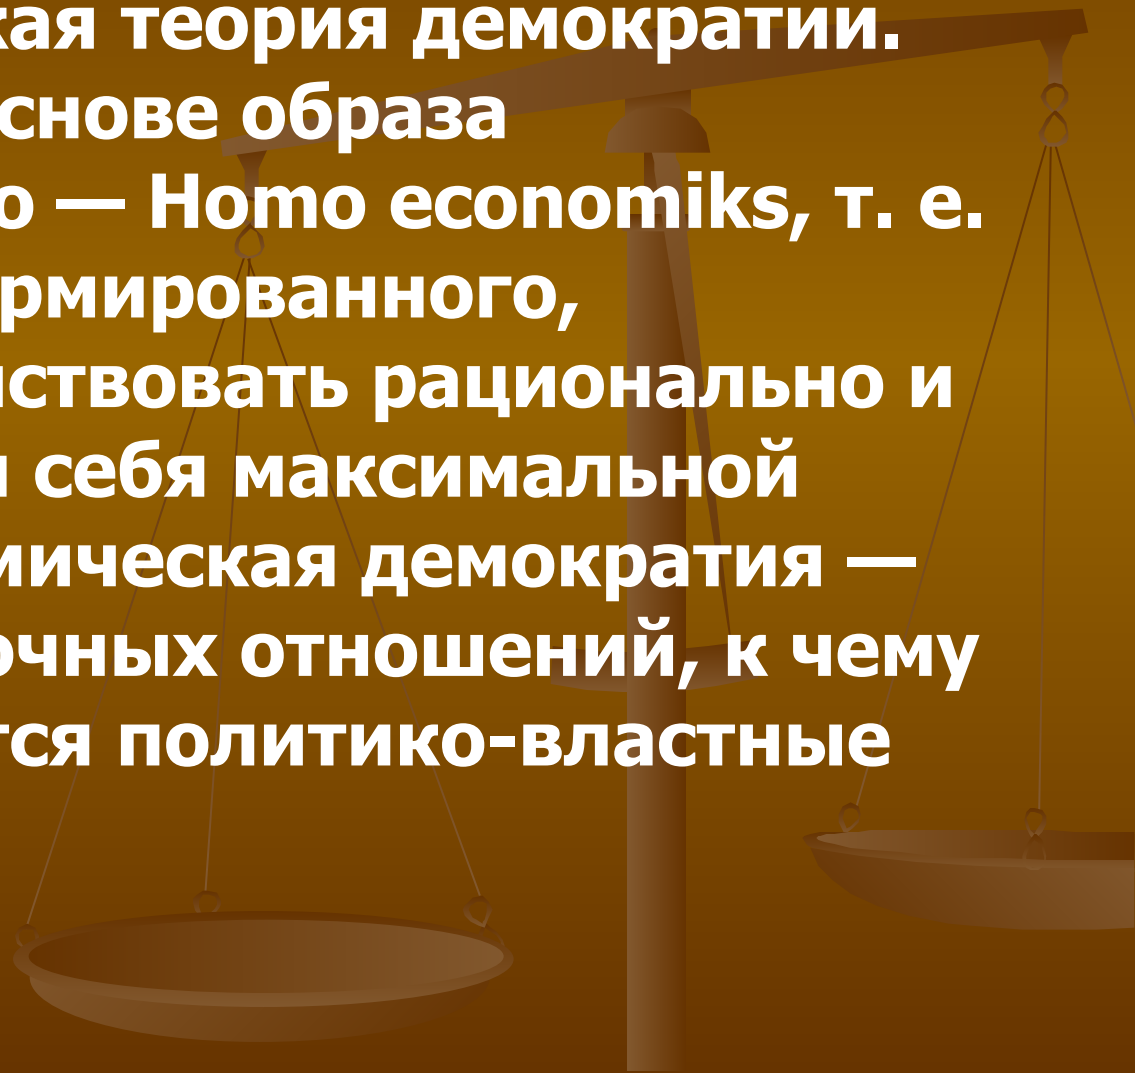 кая теория демократии.
снове образа
о — Homo economiks, т. е.
рмированного,
йствовать рационально и
я себя максимальной
мическая демократия —
очных отношений, к чему
тся политико-властные